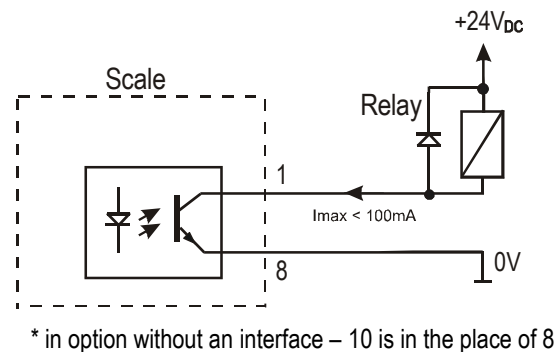 +24VDC
Scale
Relay
1
Imax < 100mA
8
0V
* in option without an interface – 10 is in the place of 8